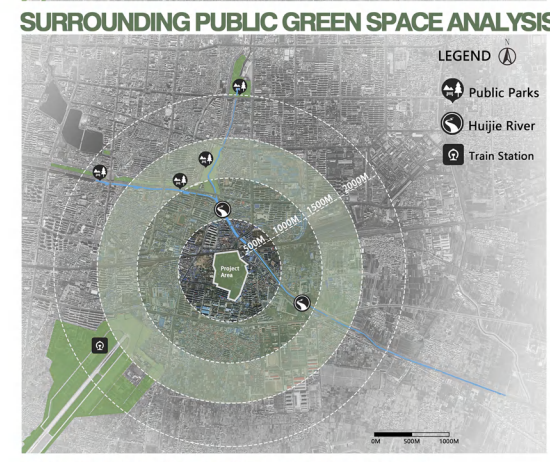 SURROUNDING PUBLIC GREEN SPACE ANALYSIS
N
LEGEND
Public Parks
Huijie River
Train Station
500M
1000M
1500M
2000M
Project
Area
0M 500M 1000M